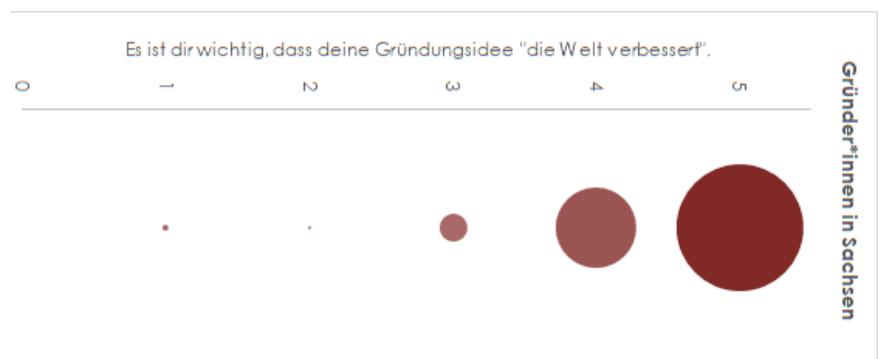 Es ist dir wichtig, dass deine Gründungsidee "die Welt verbessert".
0 1 2 3 4 5
Gründer*innen in Sachsen